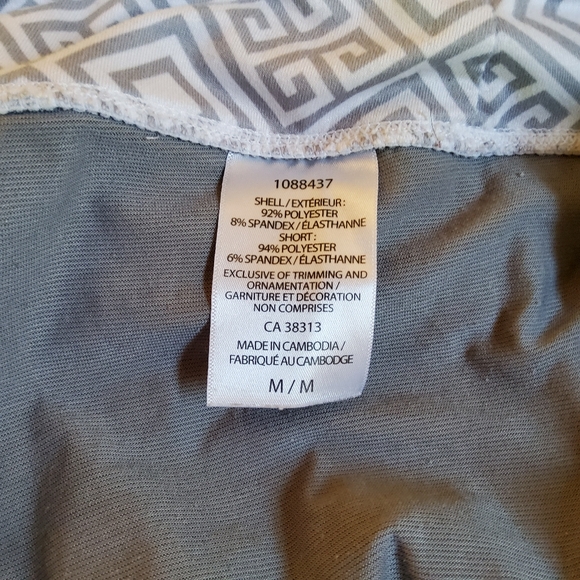 1088437
SHELL / EXTÉRIEUR :
92% POLYESTER
8% SPANDEX / ÉLASTHANNE
SHORT :
94% POLYESTER
6% SPANDEX / ÉLASTHANNE
EXCLUSIVE OF TRIMMING AND
ORNAMENTATION /
GARNITURE ET DÉCORATION
NON COMPRISES
CA 38313
MADE IN CAMBODIA /
FABRIQUÉ AU CAMBODGE
M / M